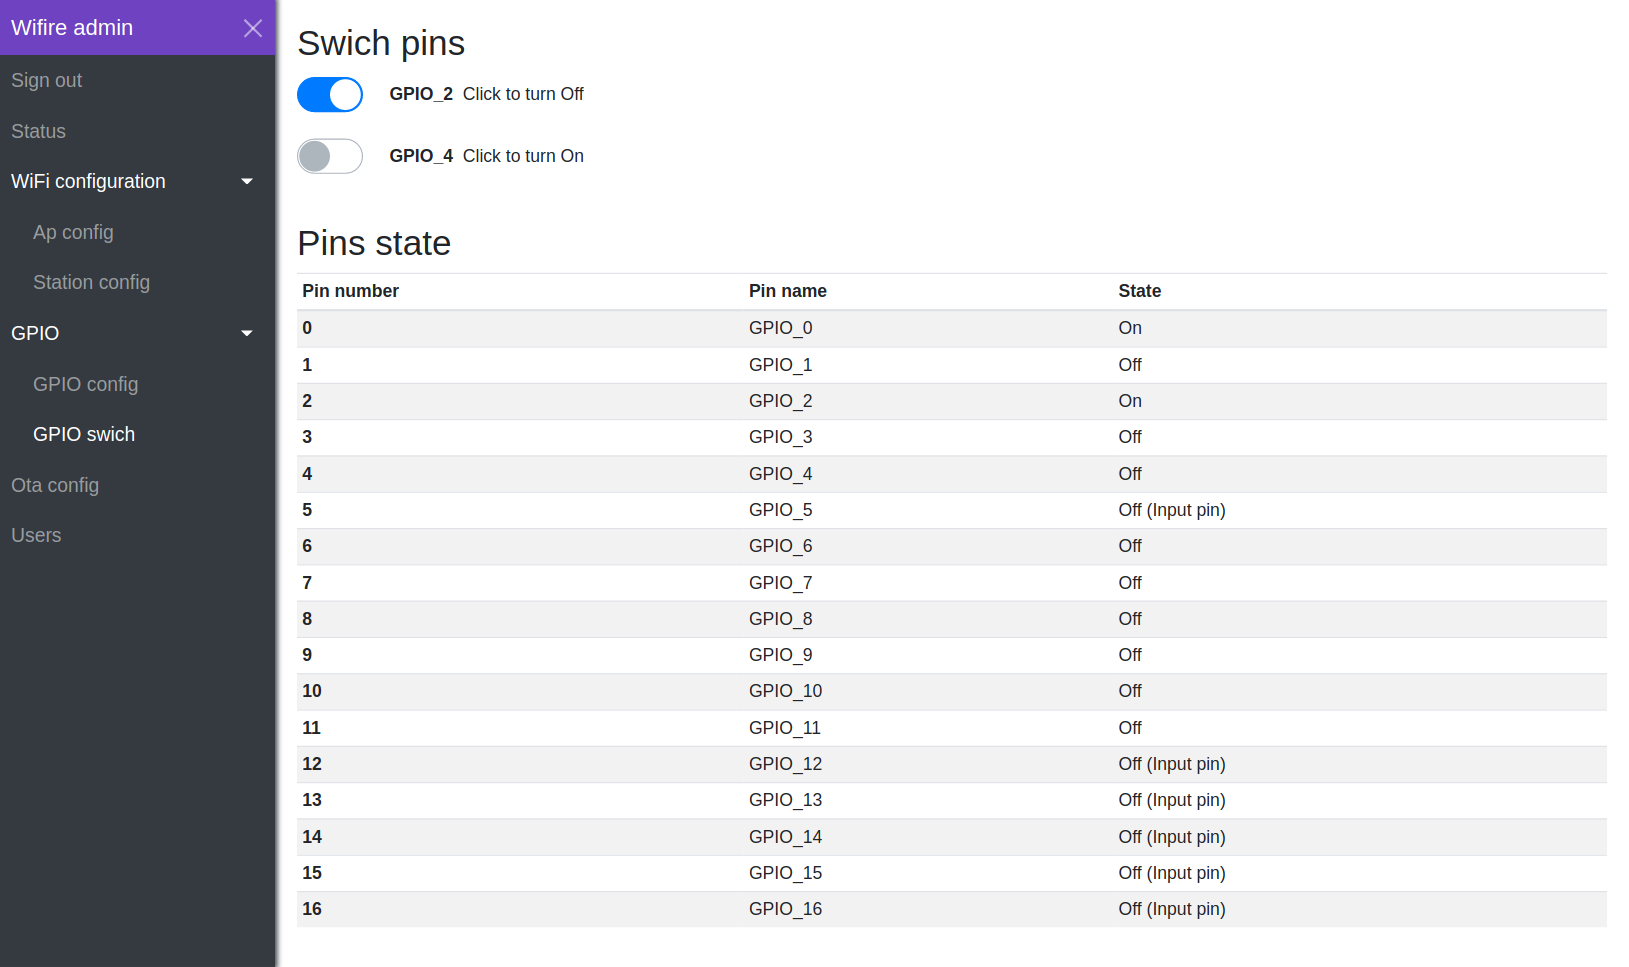 Wifire admin
Sign out
Status
WiFi configuration
Ap config
Station config
GPIO
GPIO config
GPIO swich
Ota config
Users
Swich pins
GPIO_2 Click to turn Off
GPIO_4 Click to turn On
Pins state
Pin number Pin name State
0 GPIO_0 On
1 GPIO_1 Off
2 GPIO_2 On
3 GPIO_3 Off
4 GPIO_4 Off
5 GPIO_5 Off (Input pin)
6 GPIO_6 Off
7 GPIO_7 Off
8 GPIO_8 Off
9 GPIO_9 Off
10 GPIO_10 Off
11 GPIO_11 Off
12 GPIO_12 Off (Input pin)
13 GPIO_13 Off (Input pin)
14 GPIO_14 Off (Input pin)
15 GPIO_15 Off (Input pin)
16 GPIO_16 Off (Input pin)